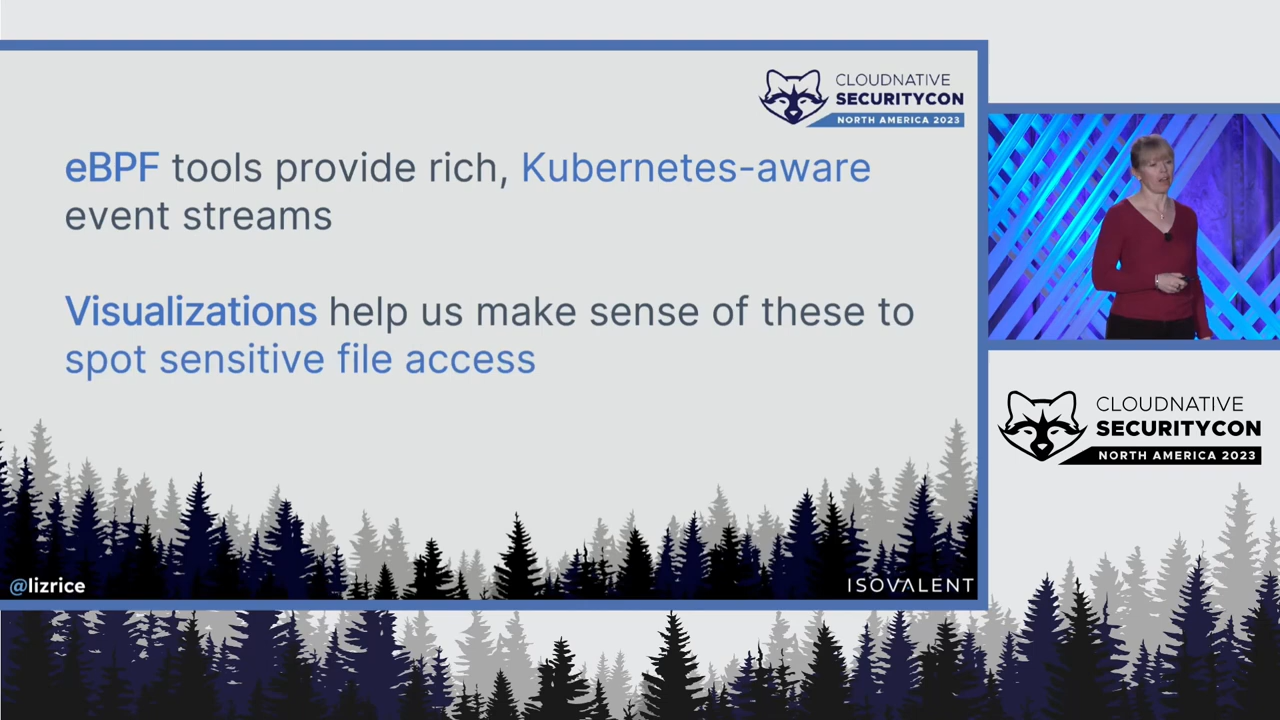 CLOUDNATIVE
SECURITYCON
NORTH AMERICA 2023
eBPF tools provide rich, Kubernetes-aware
event streams
Visualizations help us make sense of these to
spot sensitive file access
@lizrice
ISOVALENT
CLOUDNATIVE
SECURITYCON
NORTH AMERICA 2023